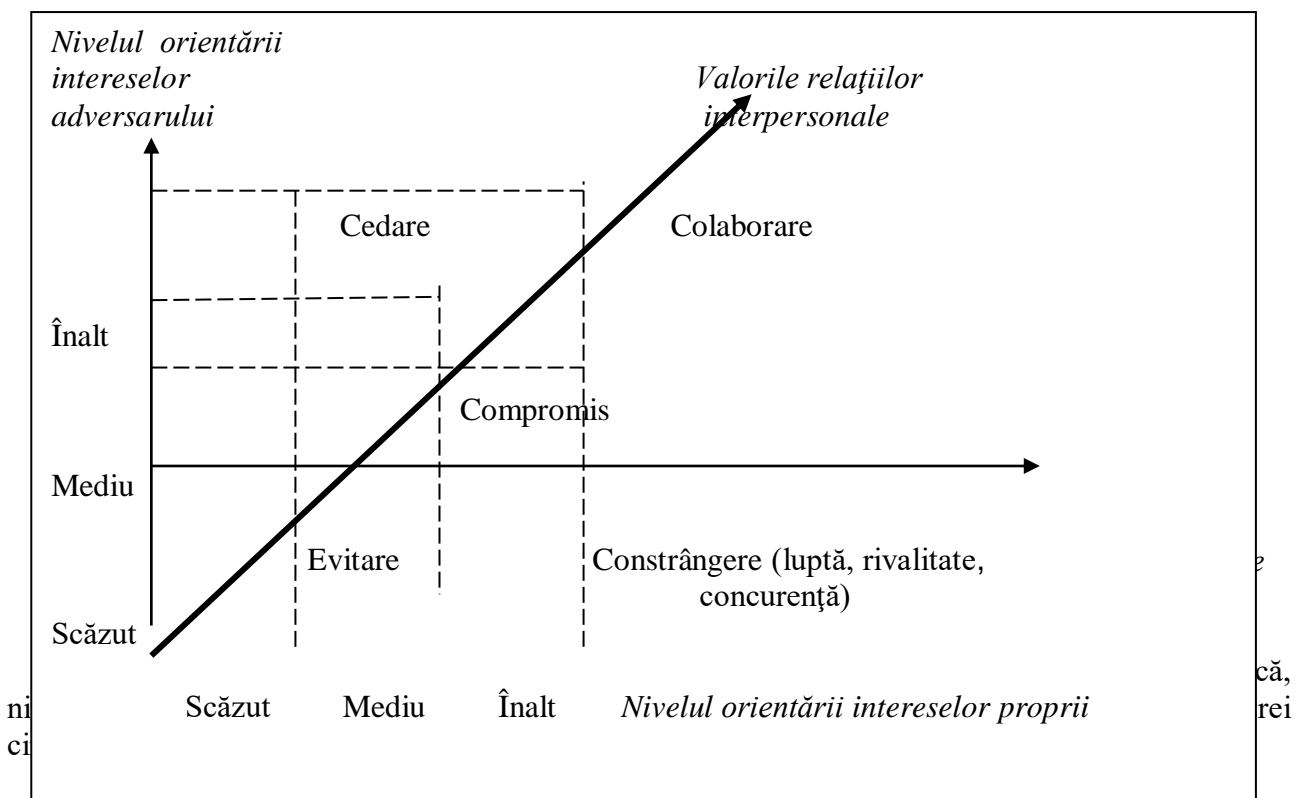 Nivelul orientării
intereselor
adversarului
Valorile relaţiilor
interpersonale
Cedare
Colaborare
Înalt
Compromis
Mediu
Evitare
Constrângere (luptă, rivalitate,
concurenţă)
Scăzut
Scăzut Mediu Înalt Nivelul orientării intereselor proprii